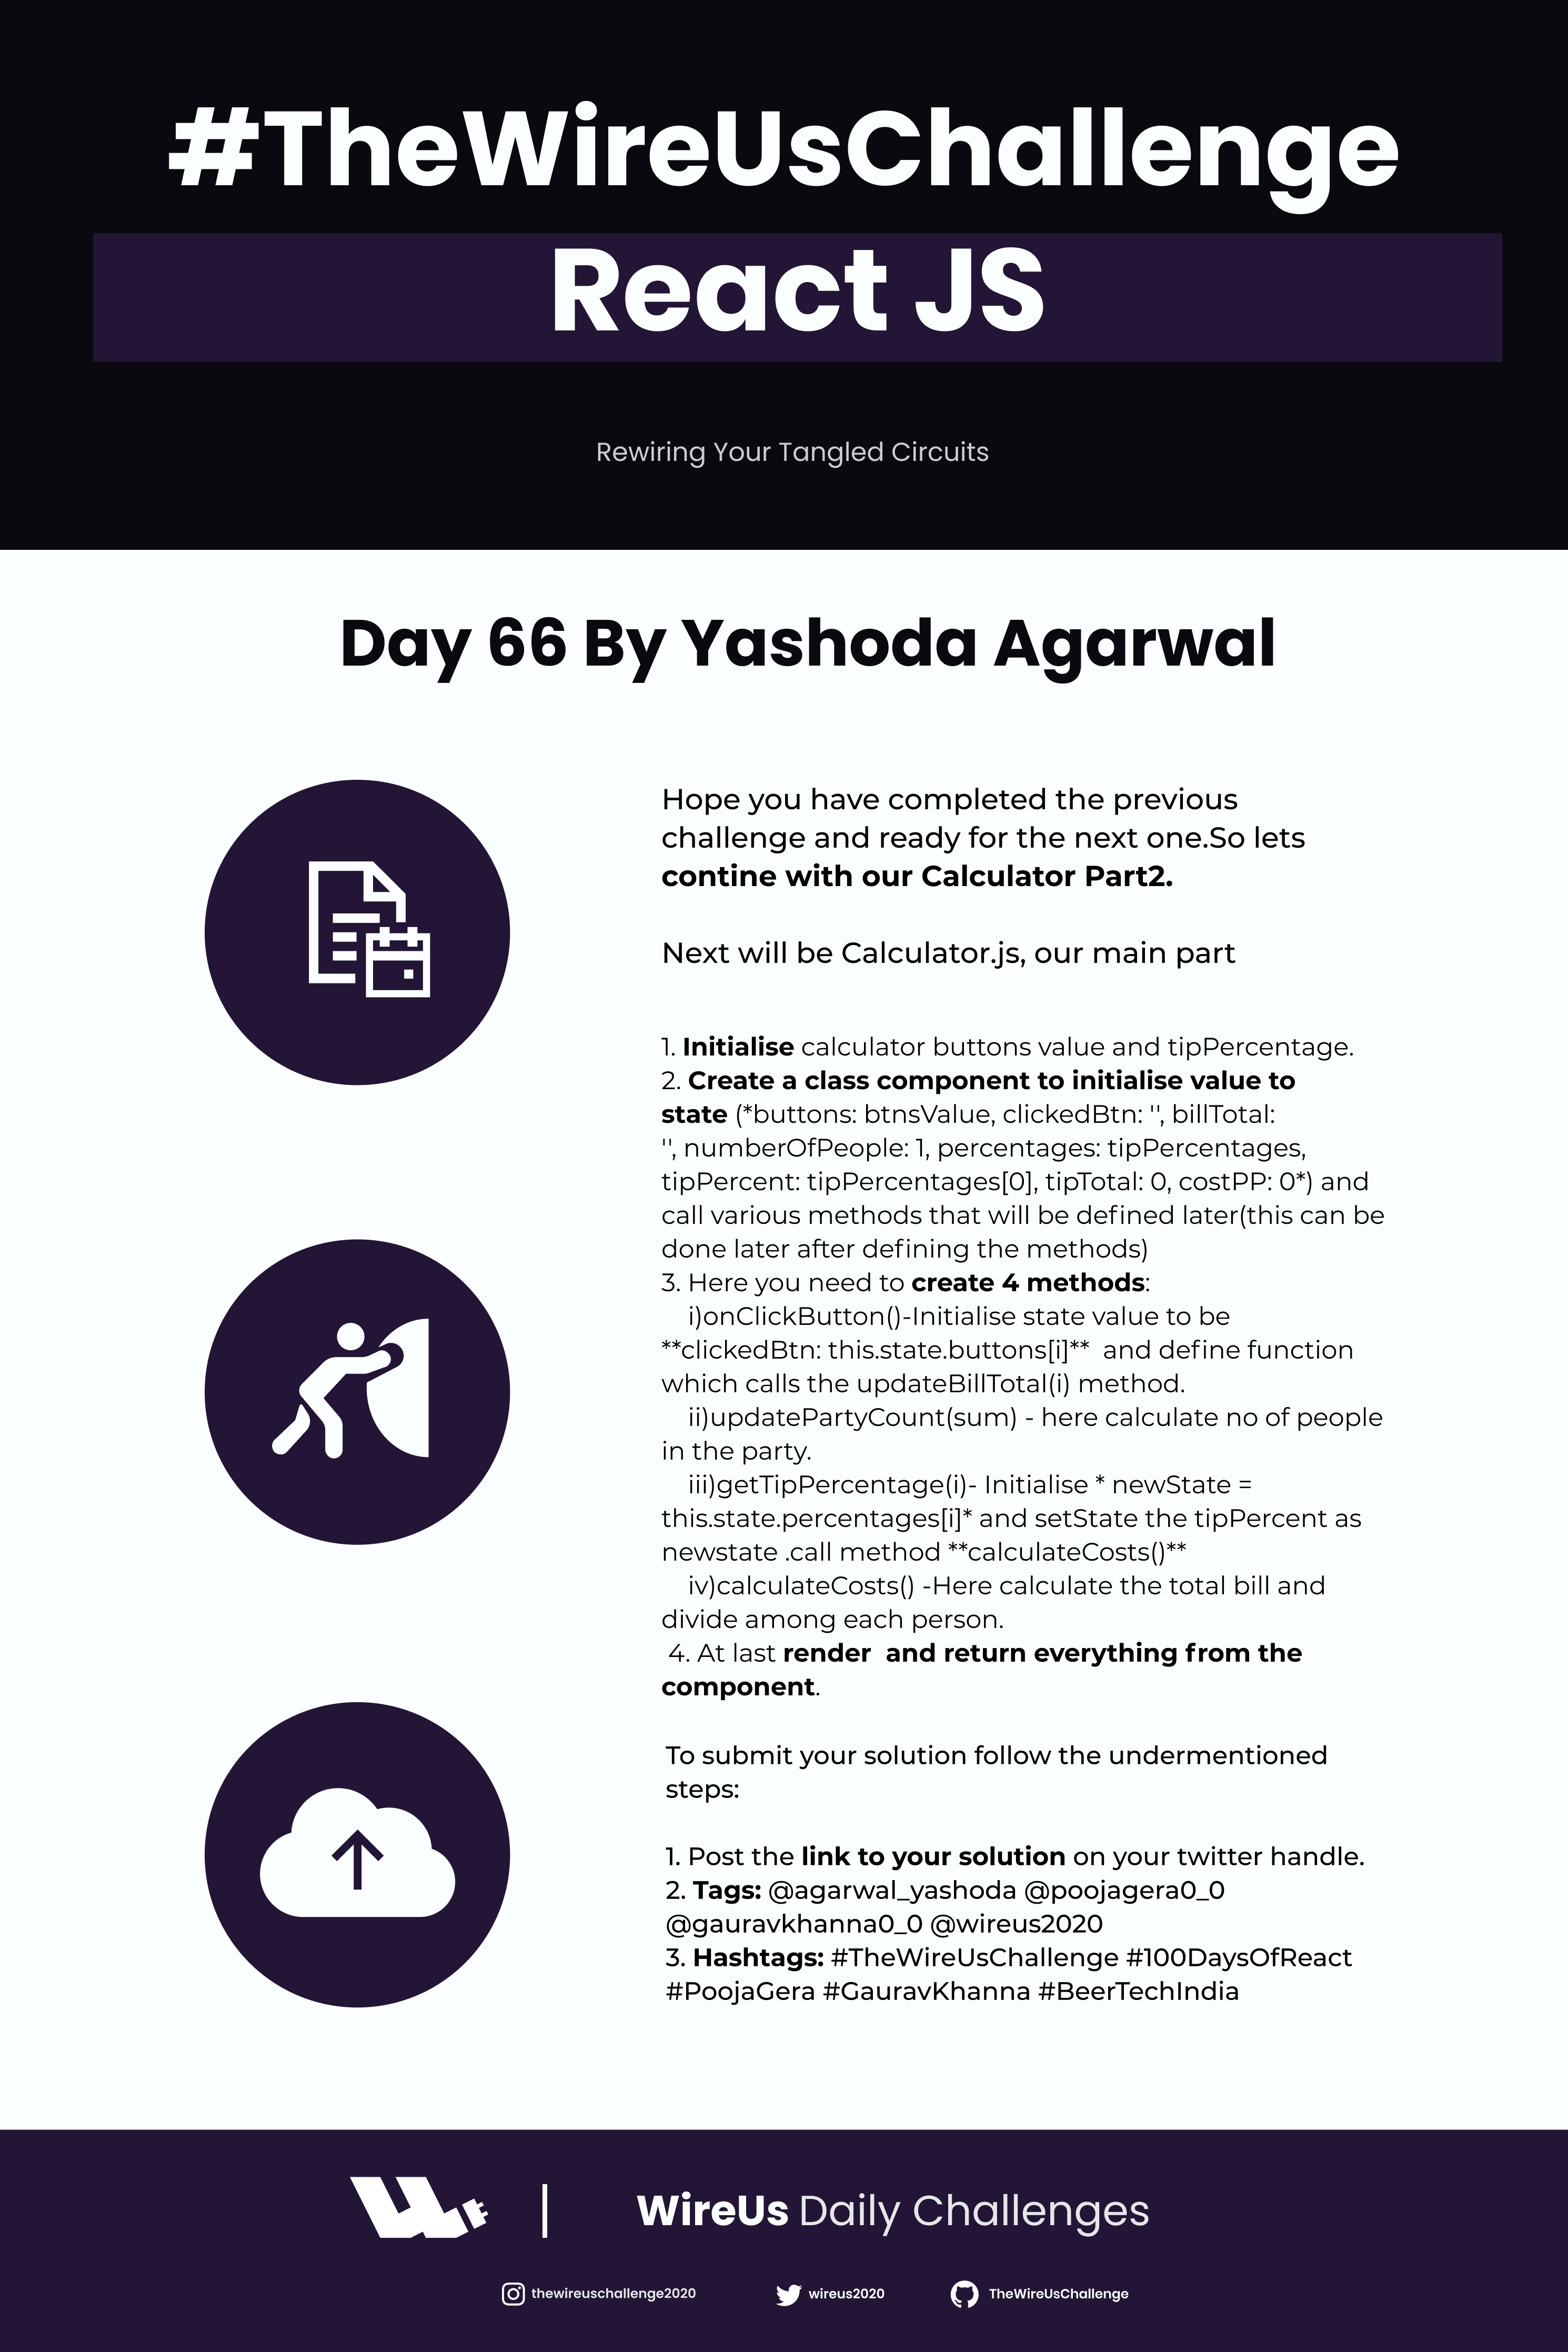 #TheWireUsChallenge
React JS
Rewiring Your Tangled Circuits
Day 66 By Yashoda Agarwal
Hope you have completed the previous
challenge and ready for the next one.So lets
contine with our Calculator Part2.
Next will be Calculator.js, our main part
1. Initialise calculator buttons value and tipPercentage.
2. Create a class component to initialise value to
state (*buttons: btnsValue, clickedBtn: '', billTotal:
'', numberOfPeople: 1, percentages: tipPercentages,
tipPercent: tipPercentages[0], tipTotal: 0, costPP: 0*) and
call various methods that will be defined later(this can be
done later after defining the methods)
3. Here you need to create 4 methods:
i)onClickButton()-Initialise state value to be
**clickedBtn: this.state.buttons[i]**  and define function
which calls the updateBillTotal(i) method.
ii)updatePartyCount(sum) - here calculate no of people
in the party.
iii)getTipPercentage(i)- Initialise * newState =
this.state.percentages[i]* and setState the tipPercent as
newstate .call method **calculateCosts()**
iv)calculateCosts() -Here calculate the total bill and
divide among each person.
4. At last render  and return everything from the
component.
To submit your solution follow the undermentioned
steps:
1. Post the link to your solution on your twitter handle.
2. Tags: @agarwal_yashoda @poojagera0_0
@gauravkhanna0_0 @wireus2020
3. Hashtags: #TheWireUsChallenge #100DaysOfReact
#PoojaGera #GauravKhanna #BeerTechIndia
WireUs Daily Challenges
thewireuschallenge2020 wireus2020 TheWireUsChallenge